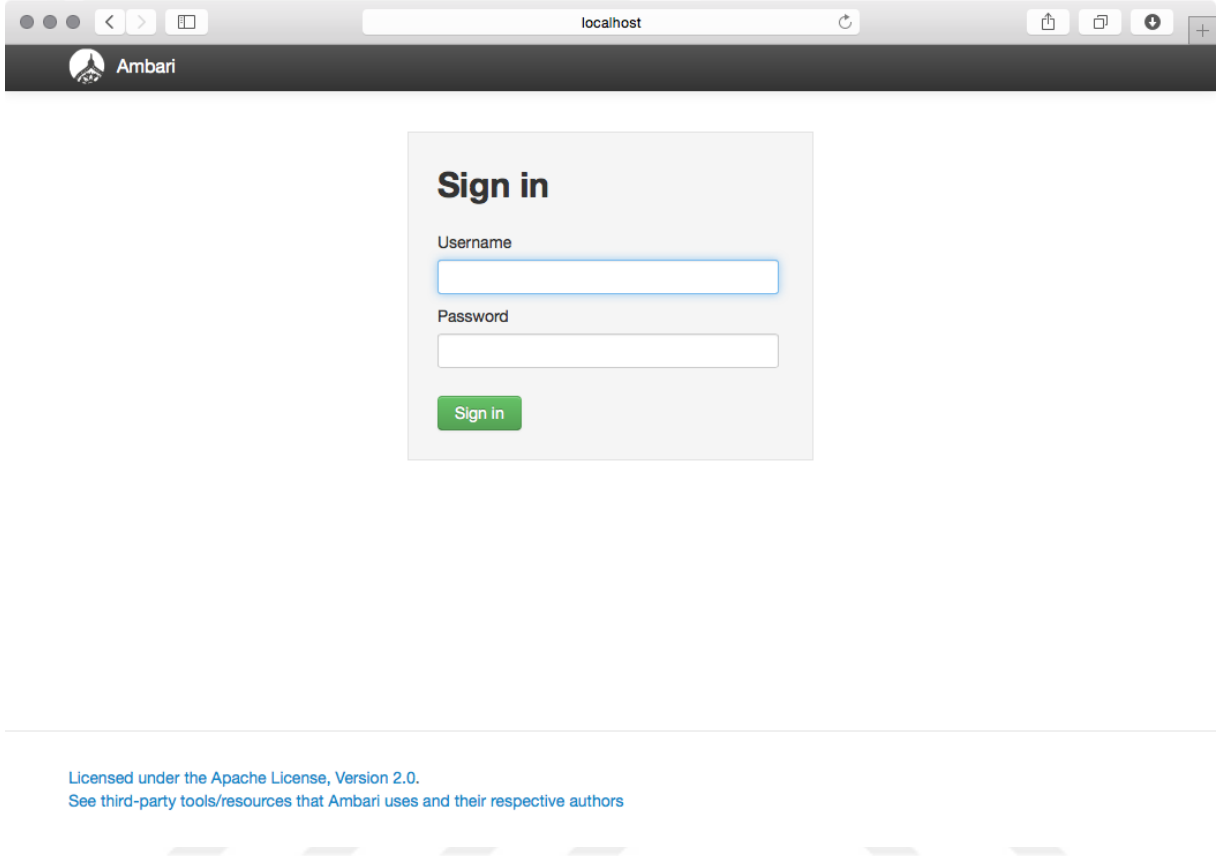 localhost
Ambari
Sign in
Username
Password
Sign in
Licensed under the Apache License, Version 2.0.
See third-party tools/resources that Ambari uses and their respective authors